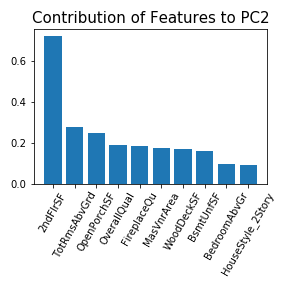 Contribution of Features to PC2
0.6
0.4
0.2
0.0
2ndFlrSF
TotRmsAbvGrd
OpenPorchSF
OverallQual
FireplaceQu
MasVnrArea
WoodDeckSF
BsmtUnfSF
BedroomAbvGr
HouseStyle_2Story